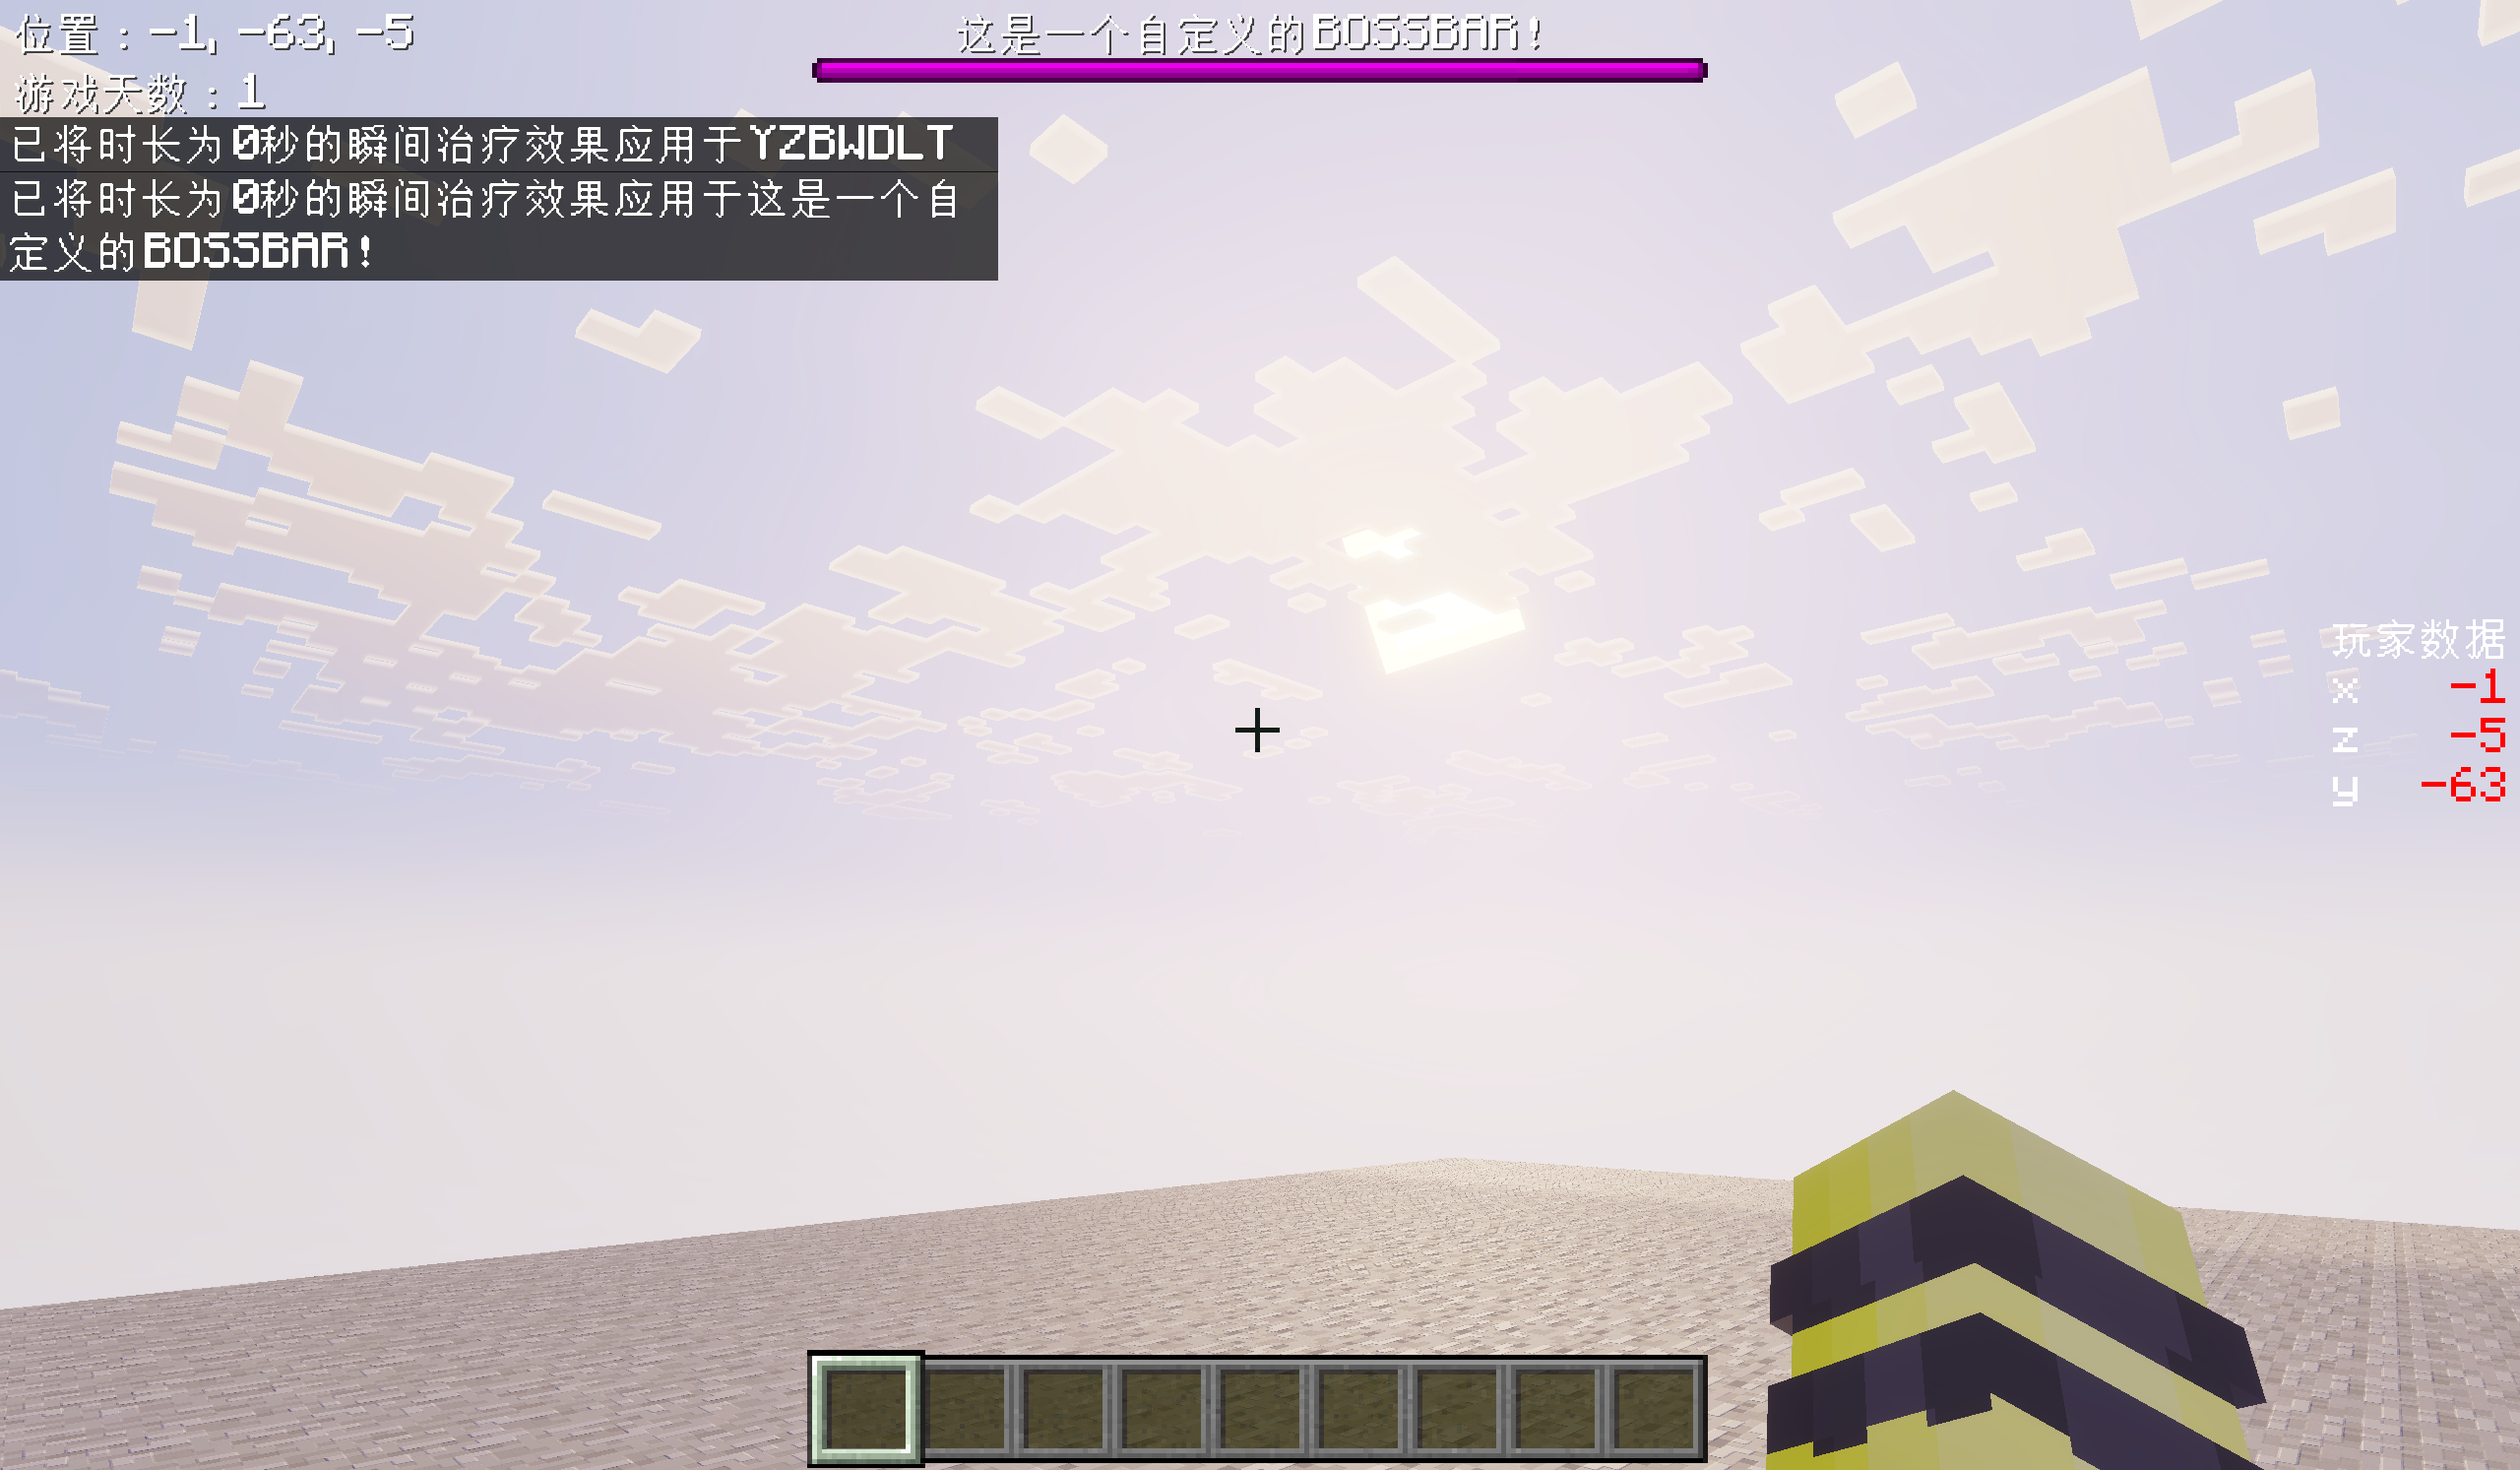 位置：-1, -63, -5
这是一个自定义的BOSSBAR!
游戏天数：1
已将时长为0秒的瞬间治疗效果应用于YZBWDLT
已将时长为0秒的瞬间治疗效果应用于这是一个自
定义的BOSSBAR!
玩家数据
x -1
z -5
y -63